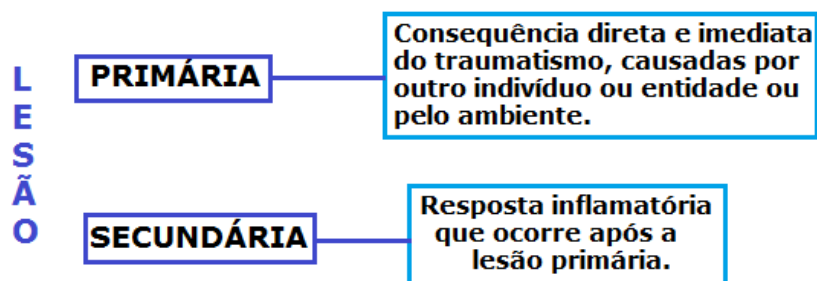 LESÃO
PRIMÁRIA
Consequência direta e imediata
do traumatismo, causadas por
outro indivíduo ou entidade ou
pelo ambiente.
SECUNDÁRIA
Resposta inflamatória
que ocorre após a
lesão primária.